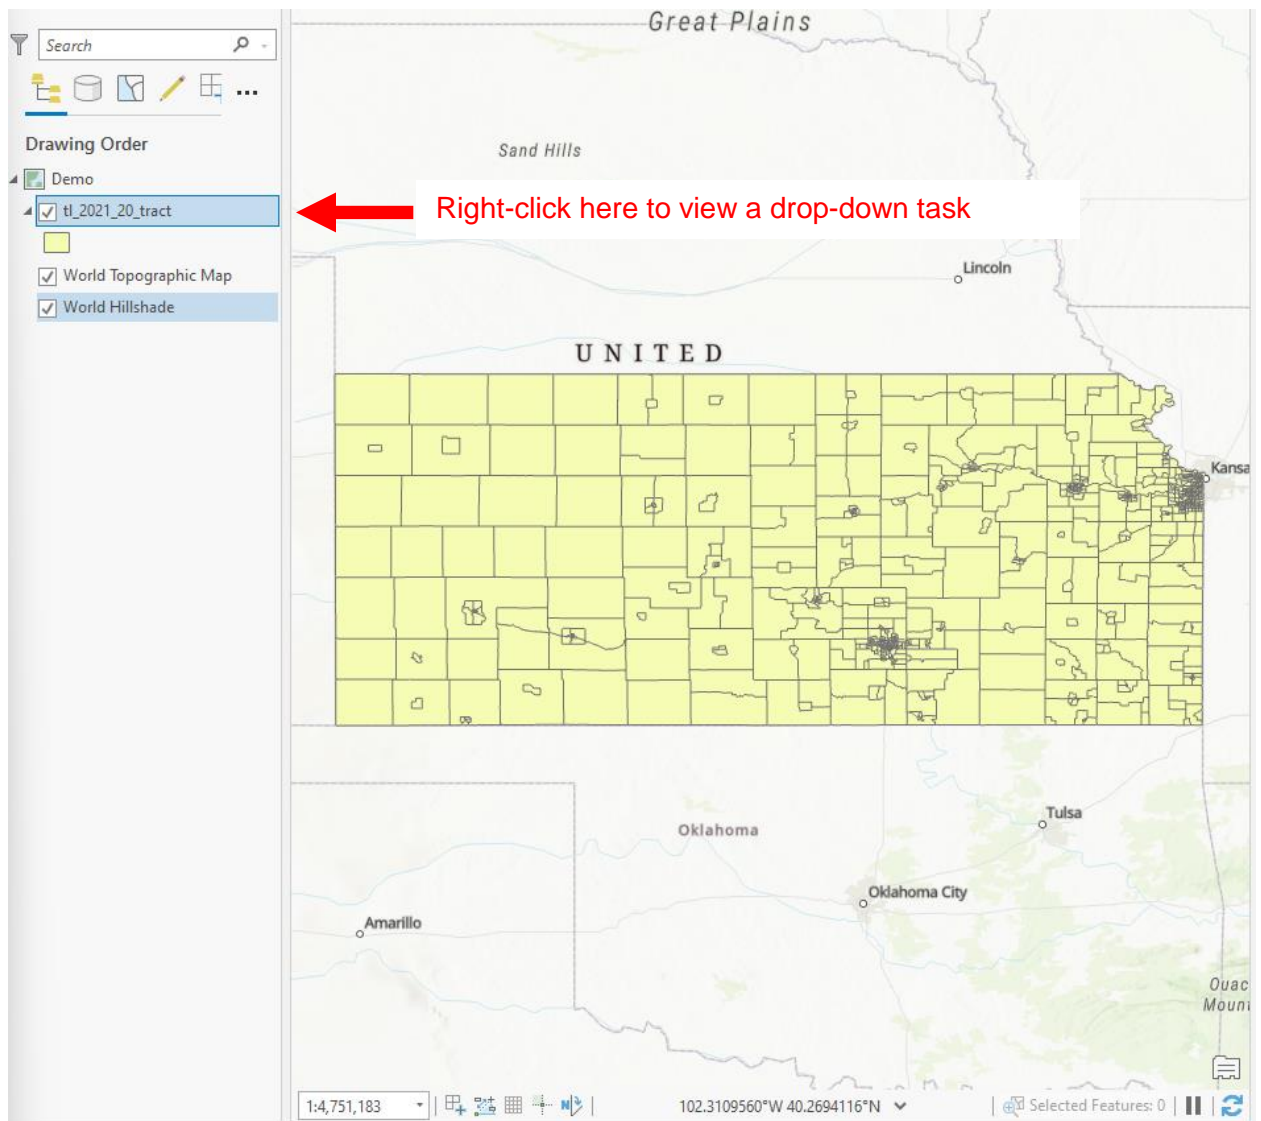 Search
Drawing Order
Demo
tl_2021_20_tract
World Topographic Map
World Hillshade
Great Plains
Sand Hills
Right-click here to view a drop-down task
Lincoln
UNITED
Kansa
Tulsa
Oklahoma
Oklahoma City
Amarillo
Ouac
Mount
1:4,751,183
102.3109560°W 40.2694116°N
Selected Features: 0